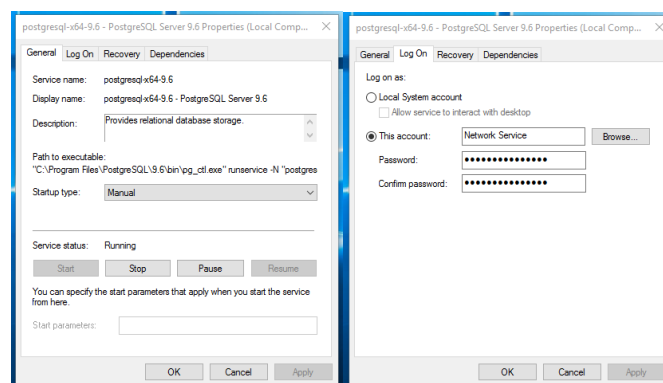 postgresql-x64-9.6 - PostgreSQL Server 9.6 Properties (Local Comp...
General Log On Recovery Dependencies
Service name: postgresql-x64-9.6
Display name: postgresql-x64-9.6 - PostgreSQL Server 9.6
Description: Provides relational database storage.
Path to executable:
"C:\Program Files\PostgreSQL\9.6\bin\pg_ctl.exe" runservice -N "postgres
Startup type: Manual
Service status: Running
Start Stop Pause Resume
You can specify the start parameters that apply when you start the service
from here.
Start parameters:
OK Cancel Apply
postgresql-x64-9.6 - PostgreSQL Server 9.6 Properties (Local Comp...
General Log On Recovery Dependencies
Log on as:
Local System account
Allow service to interact with desktop
This account: Network Service Browse...
Password: •••••••••••••••
Confirm password: •••••••••••••••
OK Cancel Apply